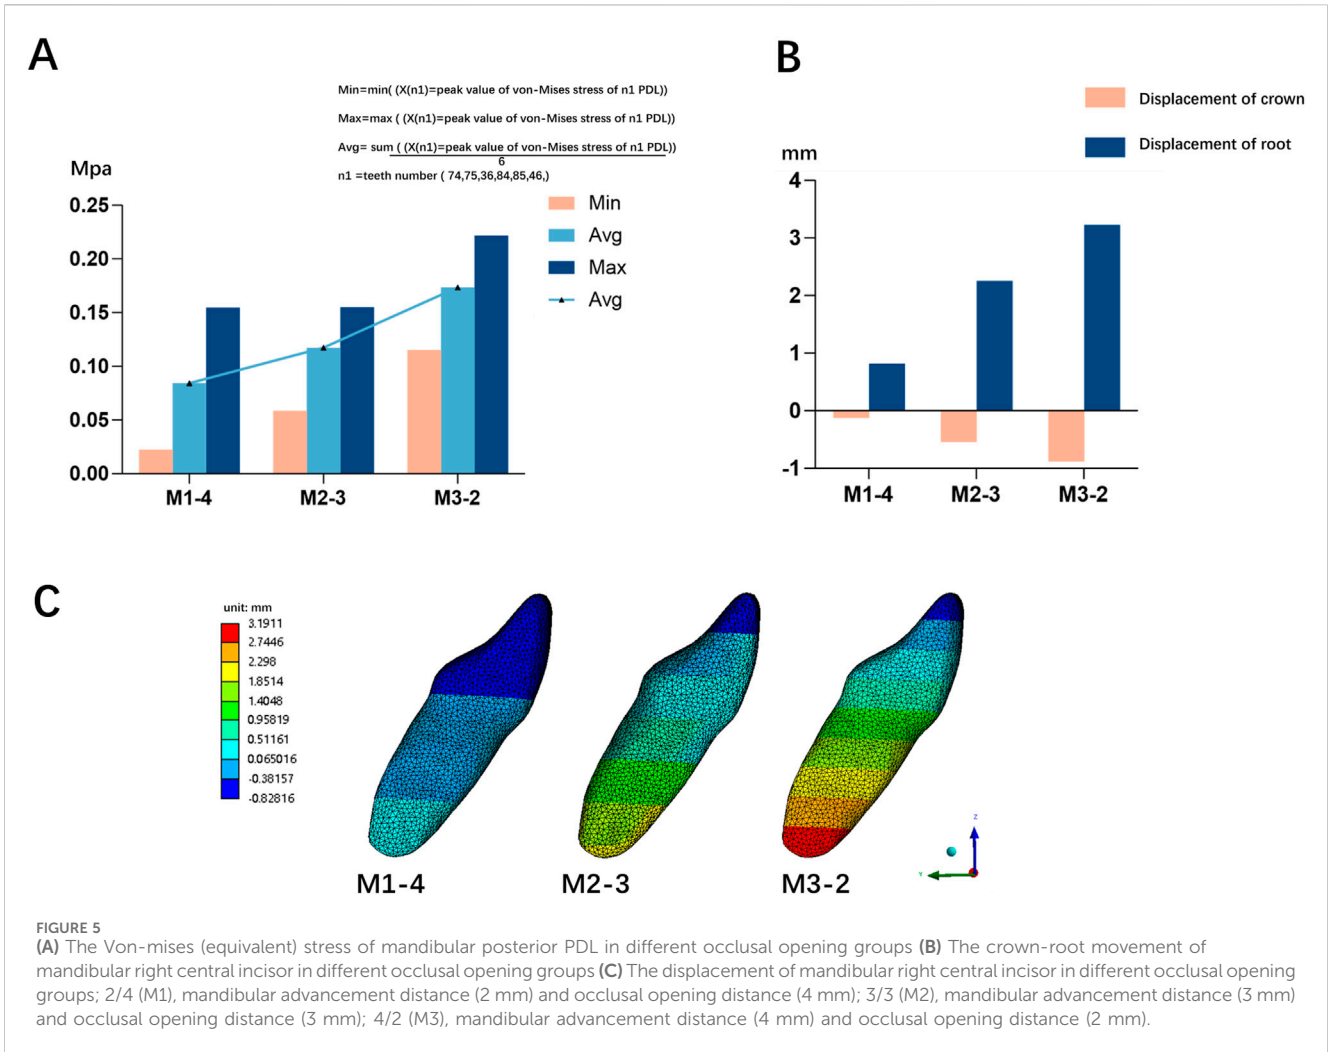 A
Min=min( (X(n1)=peak value of von-Mises stress of n1 PDL))
Max=max ( (X(n1)=peak value of von-Mises stress of n1 PDL))
Avg= sum ( (X(n1)=peak value of von-Mises stress of n1 PDL))
6
n1 =teeth number ( 74,75,36,84,85,46,)
Mpa
0.25
0.20
0.15
0.10
0.05
0.00
M1-4
M2-3
M3-2
Min
Avg
Max
Avg
B
Displacement of crown
Displacement of root
mm
4
3
2
1
0
-1
M1-4
M2-3
M3-2
C
unit: mm
3.1911
2.7446
2.298
1.8514
1.4048
0.95819
0.51161
0.065016
-0.38157
-0.82816
M1-4
M2-3
M3-2
Z
Y
FIGURE 5
(A) The Von-mises (equivalent) stress of mandibular posterior PDL in different occlusal opening groups (B) The crown-root movement of
mandibular right central incisor in different occlusal opening groups (C) The displacement of mandibular right central incisor in different occlusal opening
groups; 2/4 (M1), mandibular advancement distance (2 mm) and occlusal opening distance (4 mm); 3/3 (M2), mandibular advancement distance (3 mm)
and occlusal opening distance (3 mm); 4/2 (M3), mandibular advancement distance (4 mm) and occlusal opening distance (2 mm).